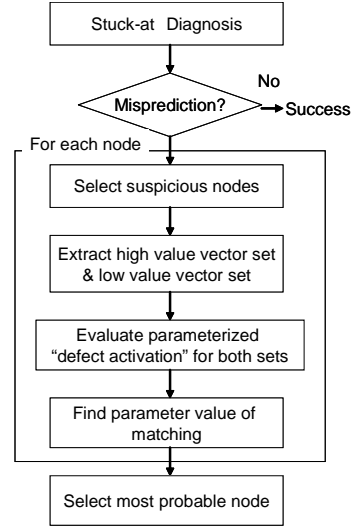 Stuck-at Diagnosis
No
Misprediction?
Success
For each node
Select suspicious nodes
Extract high value vector set
& low value vector set
Evaluate parameterized
“defect activation” for both sets
Find parameter value of
matching
Select most probable node